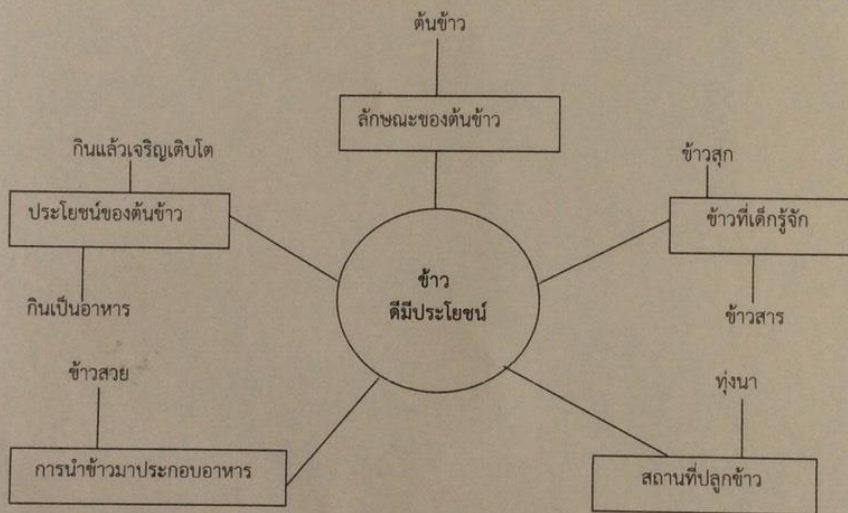 ต้นข้าว
ลักษณะของต้นข้าว
กินแล้วเจริญเติบโต
ประโยชน์ของต้นข้าว
กินเป็นอาหาร
ข้าวสุก
ข้าวที่เด็กรู้จัก
ข้าวสาร
ข้าว
ดีมีประโยชน์
ข้าวสวย
การนำข้าวมาประกอบอาหาร
ทุ่งนา
สถานที่ปลูกข้าว